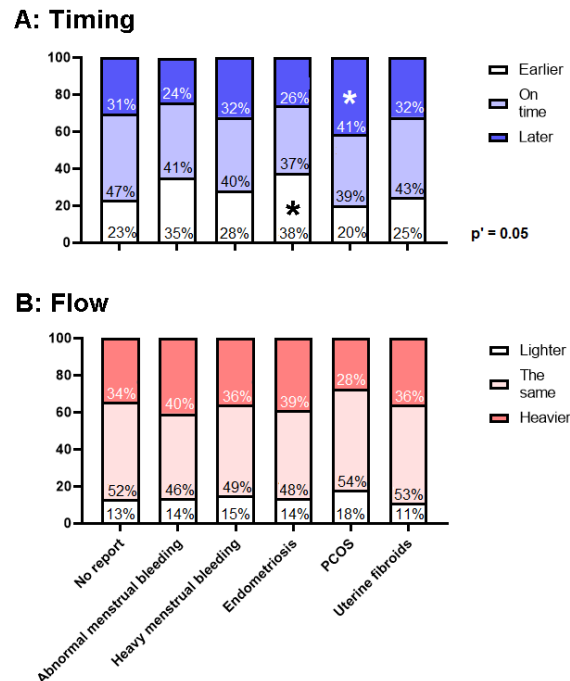 A: Timing
100
80
60
40
20
0
31%
47%
23%
24%
41%
35%
32%
40%
28%
26%
37%
*
38%
*
41%
39%
20%
32%
43%
25%
Earlier
On
time
Later
p' = 0.05
B: Flow
100
80
60
40
20
0
34%
52%
13%
40%
46%
14%
36%
49%
15%
39%
48%
14%
28%
54%
18%
36%
53%
11%
Lighter
The
same
Heavier
No report
Abnormal menstrual bleeding
Heavy menstrual bleeding
Endometriosis
PCOS
Uterine fibroids